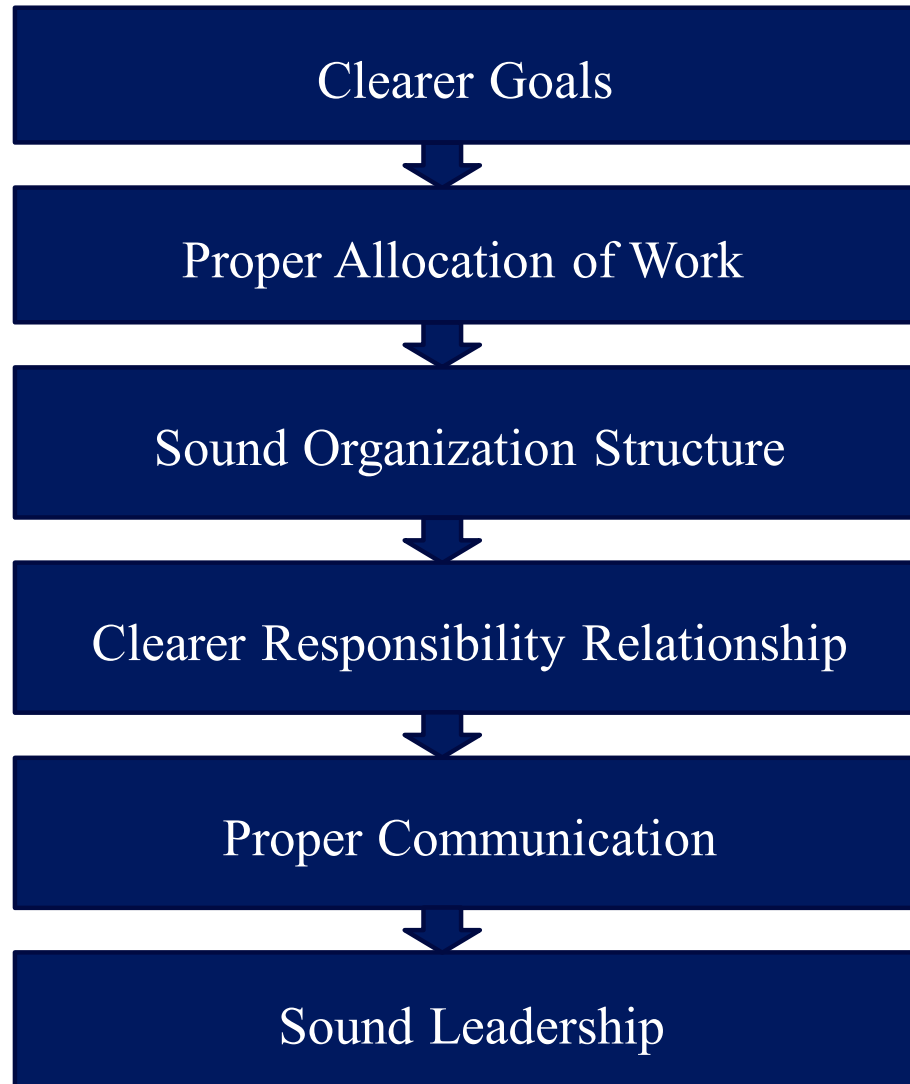 Clearer Goals
Proper Allocation of Work
Sound Organization Structure
Clearer Responsibility Relationship
Proper Communication
Sound Leadership